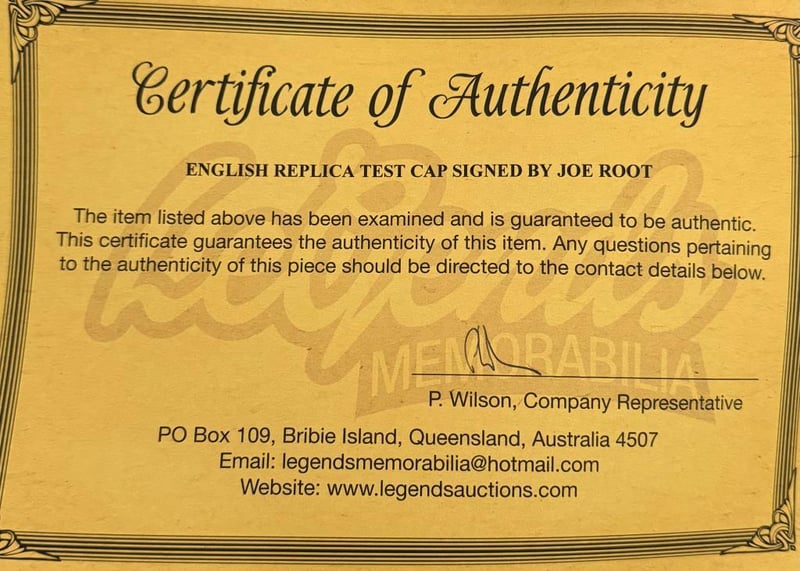 Certificate of Authenticity
ENGLISH REPLICA TEST CAP SIGNED BY JOE ROOT
The item listed above has been examined and is guaranteed to be authentic.
This certificate guarantees the authenticity of this item. Any questions pertaining
to the authenticity of this piece should be directed to the contact details below.
Legends
MEMORABILIA
P. Wilson, Company Representative
PO Box 109, Bribie Island, Queensland, Australia 4507
Email: legendsmemorabilia@hotmail.com
Website: www.legendsauctions.com